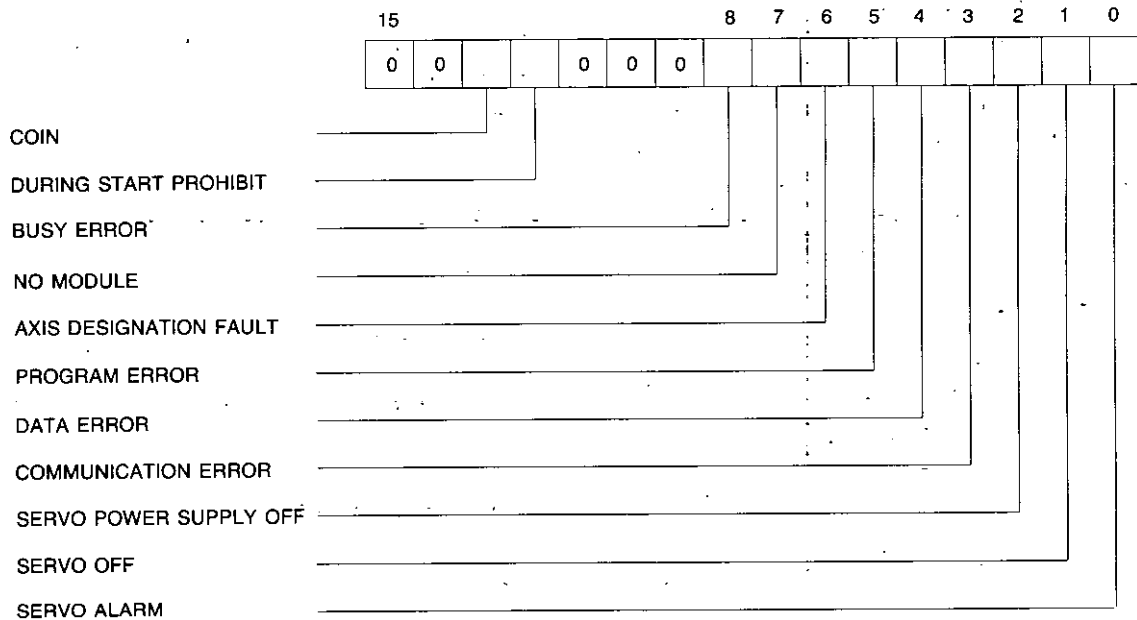 15 8 7 6 5 4 3 2 1 0
0 0 0 0 0
COIN
DURING START PROHIBIT
BUSY ERROR
NO MODULE
AXIS DESIGNATION FAULT
PROGRAM ERROR
DATA ERROR
COMMUNICATION ERROR
SERVO POWER SUPPLY OFF
SERVO OFF
SERVO ALARM